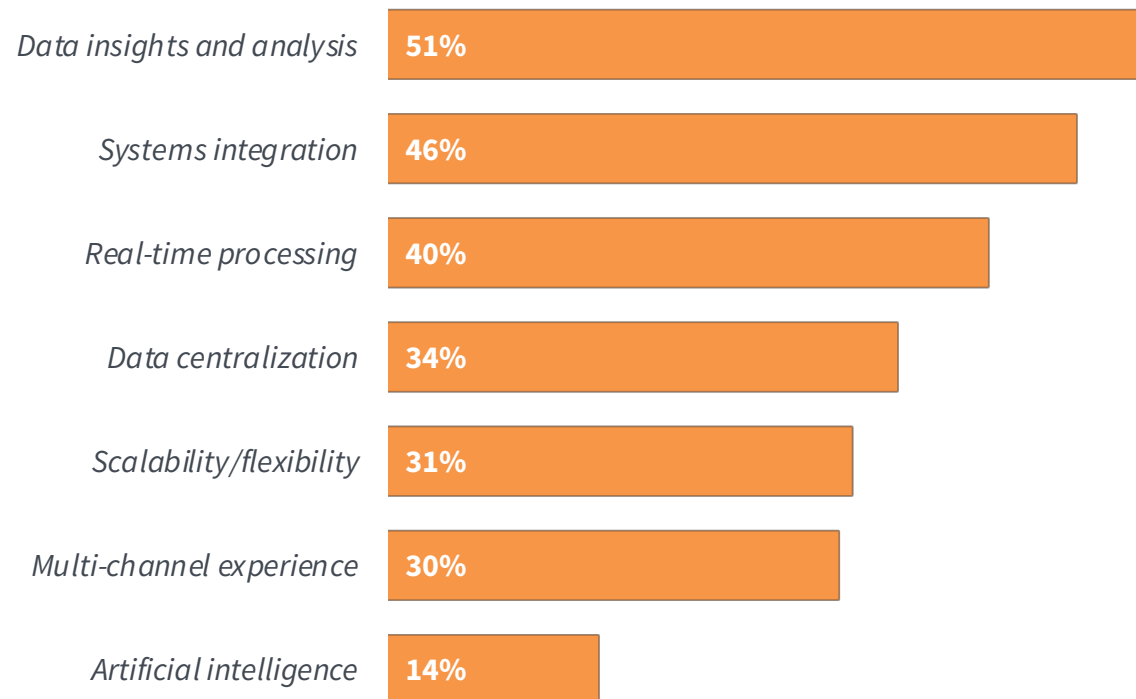 Data insights and analysis 51%
Systems integration 46%
Real-time processing 40%
Data centralization 34%
Scalability/flexibility 31%
Multi-channel experience 30%
Artificial intelligence 14%